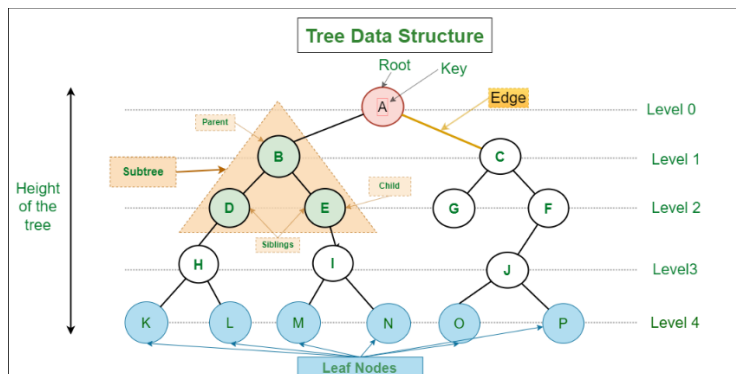 Tree Data Structure
Root
Key
A
Edge
Level 0
Parent
B
C
Level 1
Subtree
Child
Height
of the
tree
D
E
G
F
Level 2
Siblings
H
I
J
Level3
K
L
M
N
O
P
Level 4
Leaf Nodes